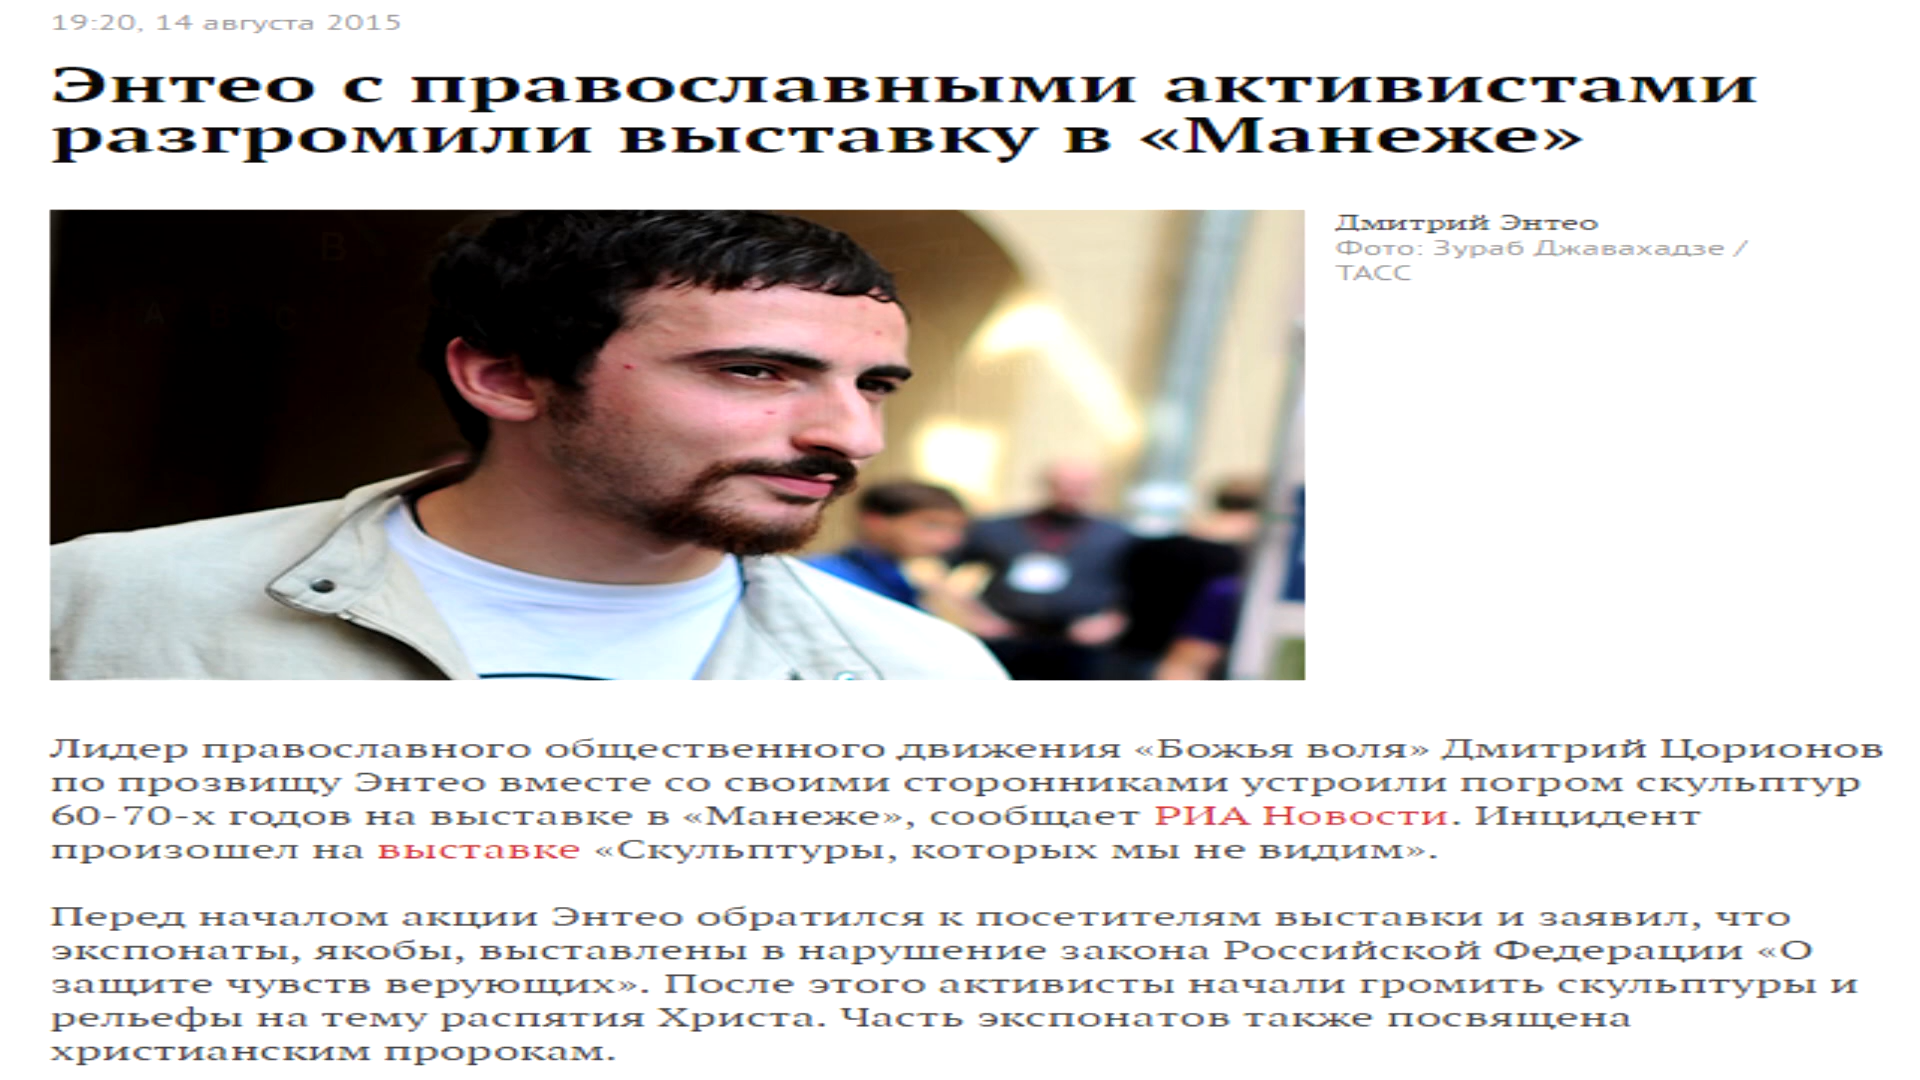 19:20, 14 августа 2015
Энтео с православными активистами
разгромили выставку в «Манеже»
Дмитрий Энтео
Фото: Зураб Джавахадзе /
ТАСС
Лидер православного общественного движения «Божья воля» Дмитрий Цорионов
по прозвищу Энтео вместе со своими сторонниками устроили погром скульптур
60-70-х годов на выставке в «Манеже», сообщает РИА Новости. Инцидент
произошел на выставке «Скульптуры, которых мы не видим».
Перед началом акции Энтео обратился к посетителям выставки и заявил, что
экспонаты, якобы, выставлены в нарушение закона Российской Федерации «О
защите чувств верующих». После этого активисты начали громить скульптуры и
рельефы на тему распятия Христа. Часть экспонатов также посвящена
христианским пророкам.